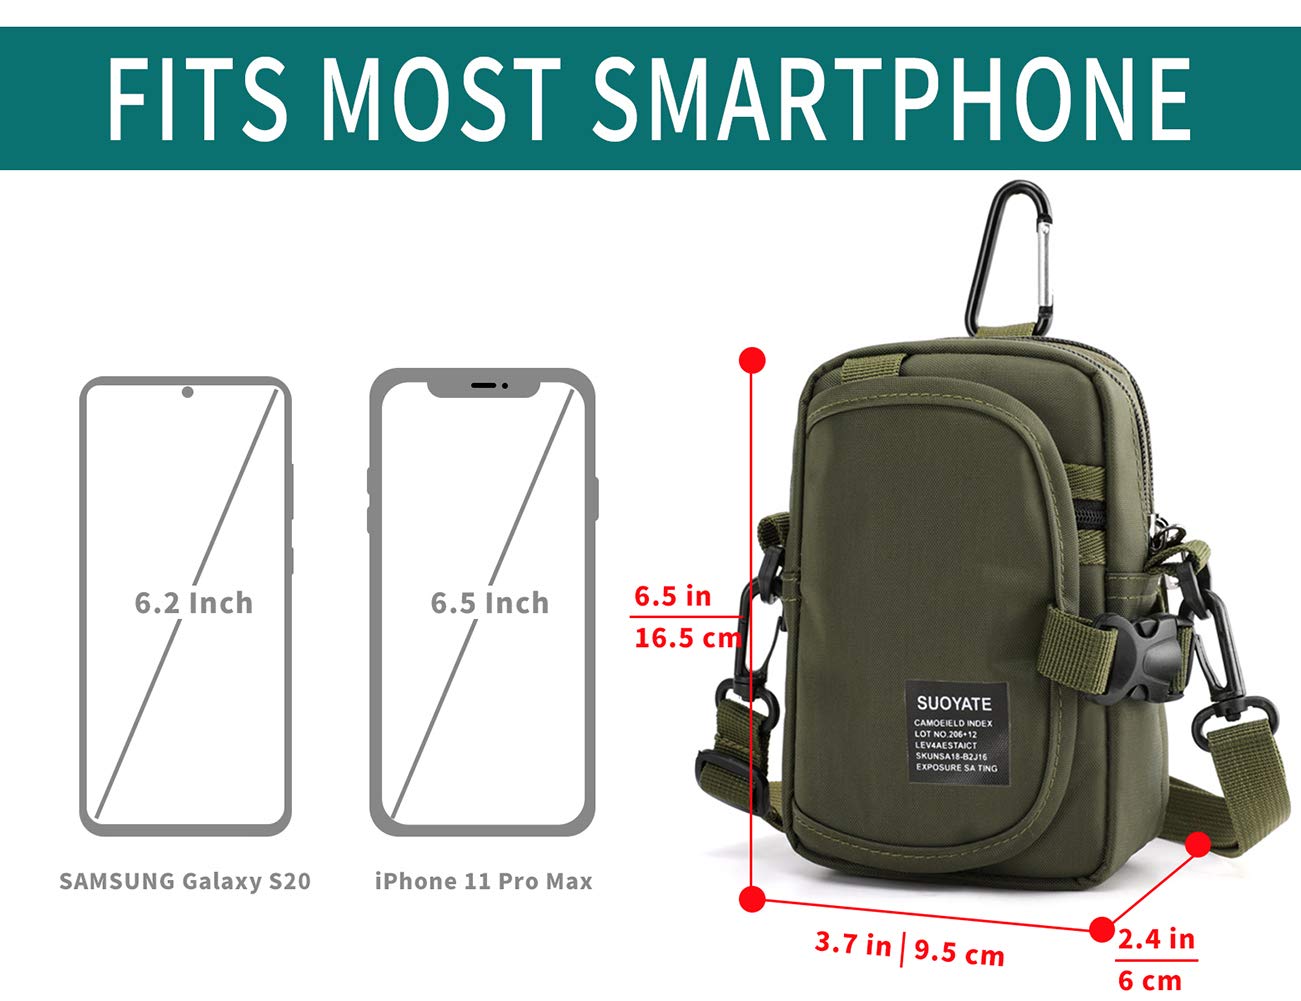 FITS MOST SMARTPHONE
6.2 Inch
6.5 Inch
SAMSUNG Galaxy S20
iPhone 11 Pro Max
6.5 in
16.5 cm
SUOYATE
CAMOEIELD INDEX
LOT NO.206+12
LEV4AESTAICT
SKUNSA18-B2J16
EXPOSURE SA TING
3.7 in | 9.5 cm
2.4 in
6 cm